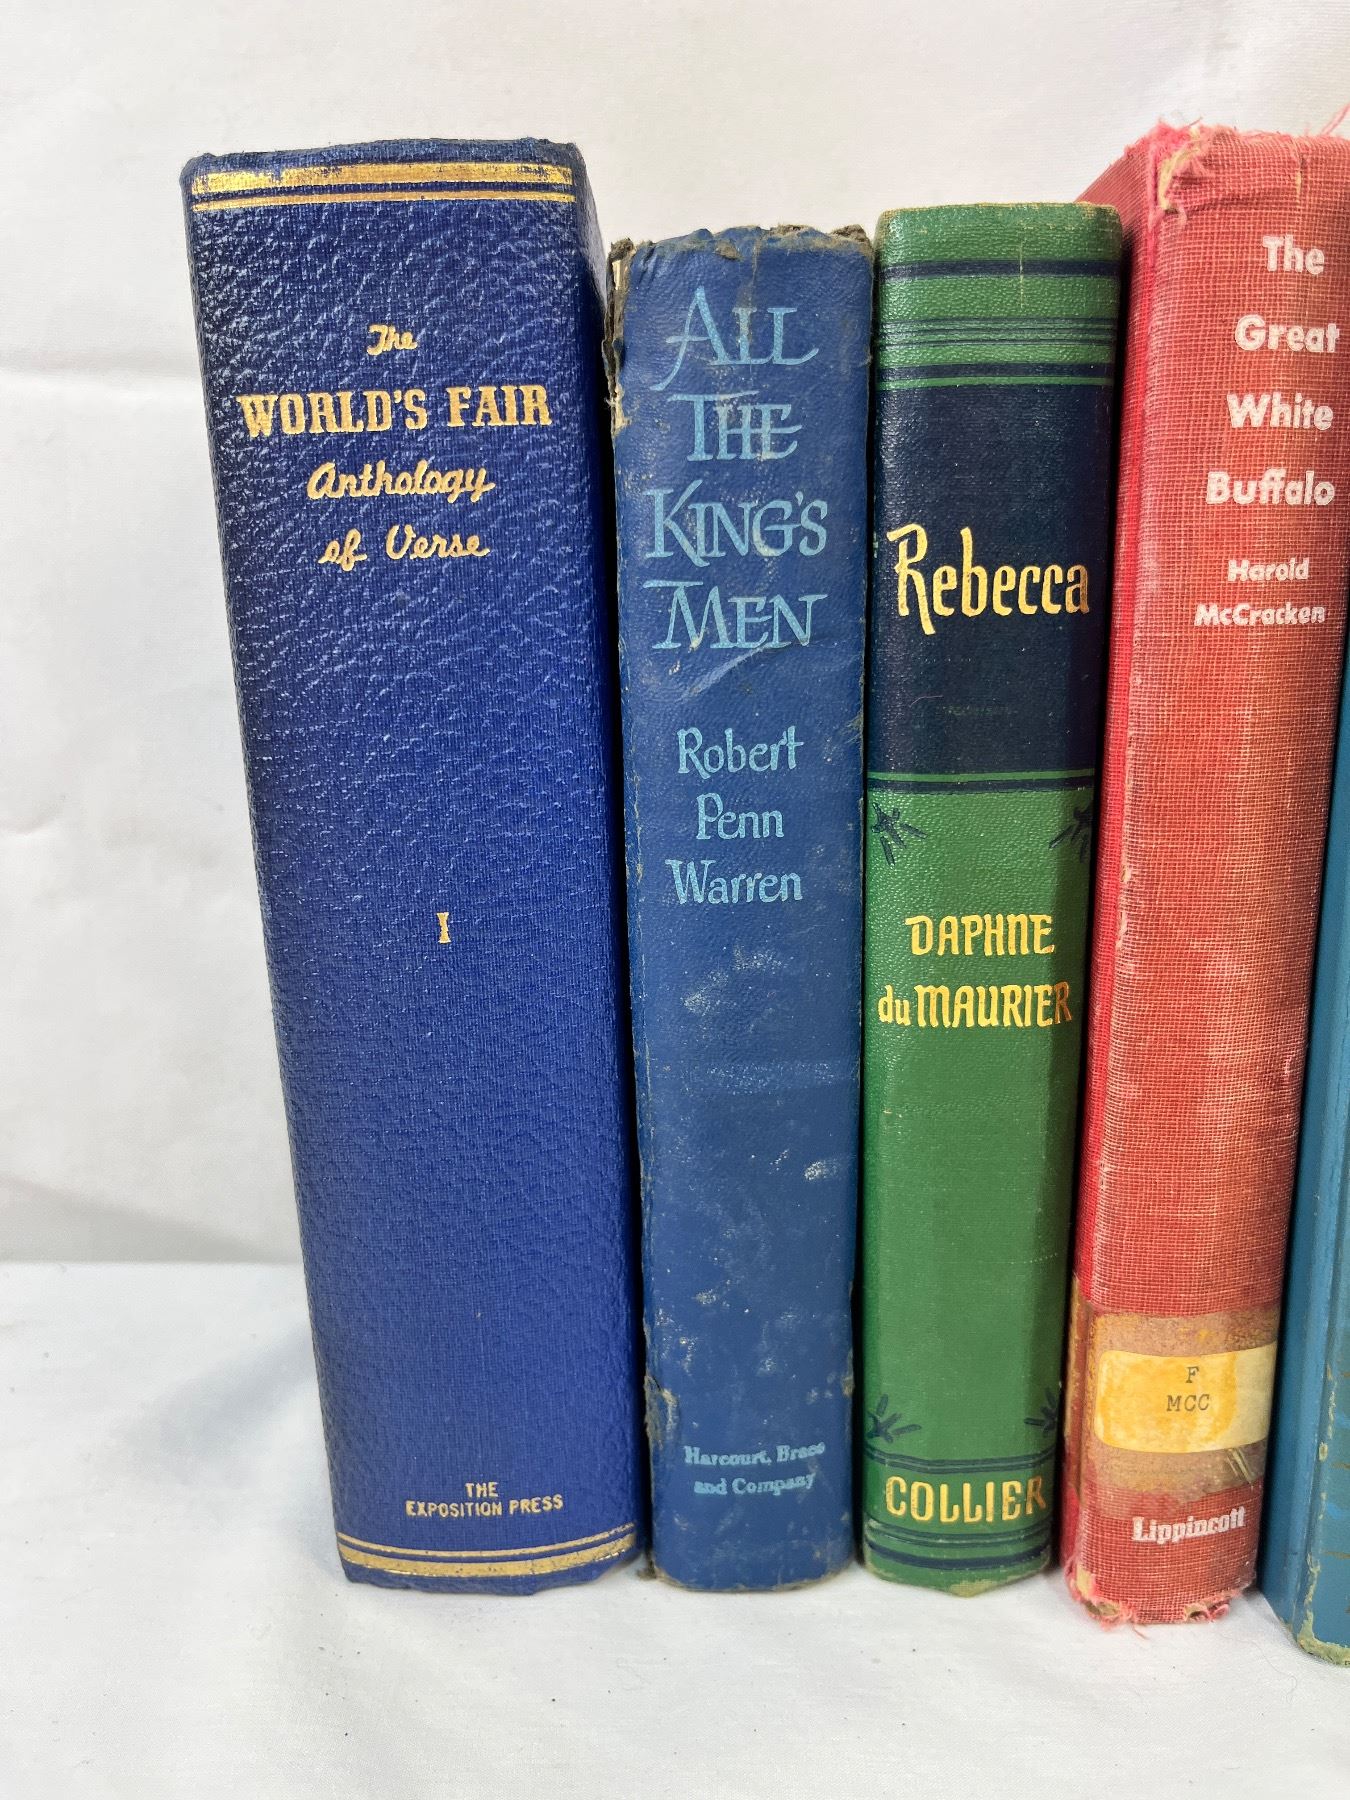 The
WORLD'S FAIR
Anthology
of Verse
I
THE
EXPOSITION PRESS
ALL
THE
KING'S
MEN
Robert
Penn
Warren
Harcourt, Brace
and Company
Rebecca
DAPHNE
du MAURIER
COLLIER
The
Great
White
Buffalo
Harold
McCracken
F
MCC
Lippincott